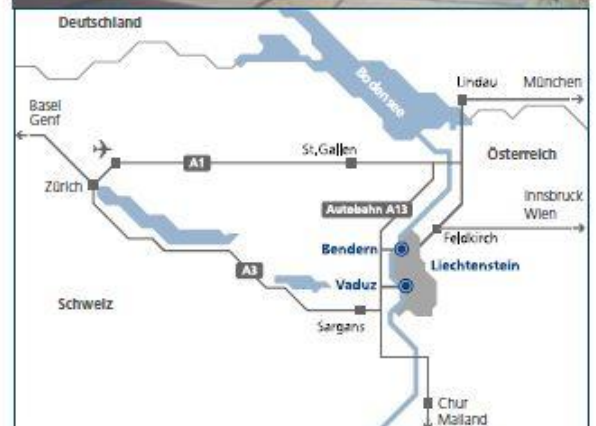 Deutschland
Bodensee
Lindau
München
Basel
Genf
St.Gallen
A1
Österreich
Zürich
Innsbruck
Wien
Autobahn A13
Feldkirch
Bendern
Liechtenstein
A3
Vaduz
Schweiz
Sargans
Chur
Mailand